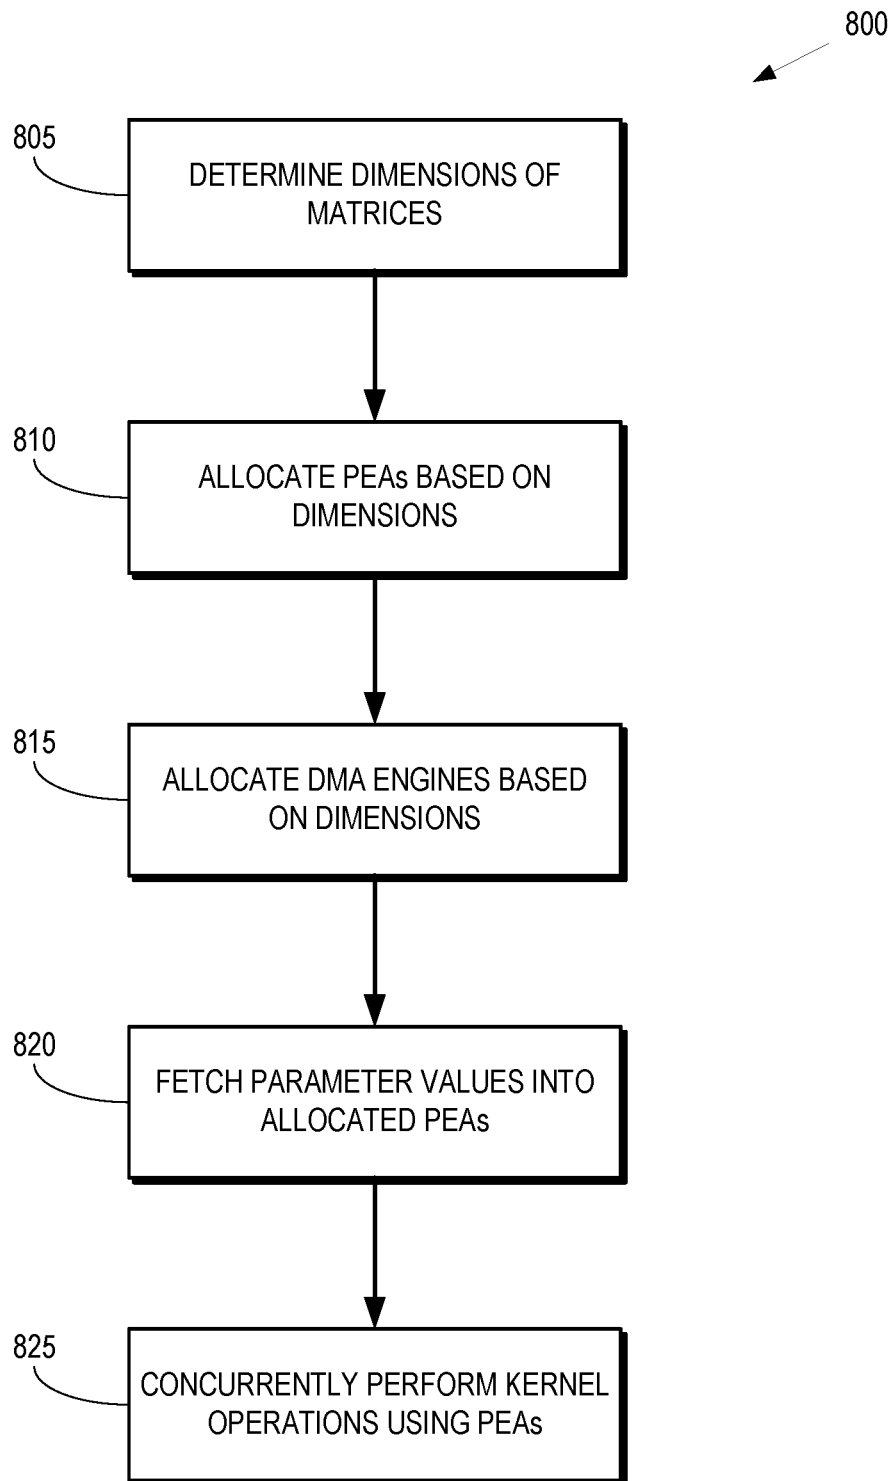 800
805
DETERMINE DIMENSIONS OF
MATRICES
810
ALLOCATE PEAs BASED ON
DIMENSIONS
815
ALLOCATE DMA ENGINES BASED
ON DIMENSIONS
820
FETCH PARAMETER VALUES INTO
ALLOCATED PEAs
825
CONCURRENTLY PERFORM KERNEL
OPERATIONS USING PEAs